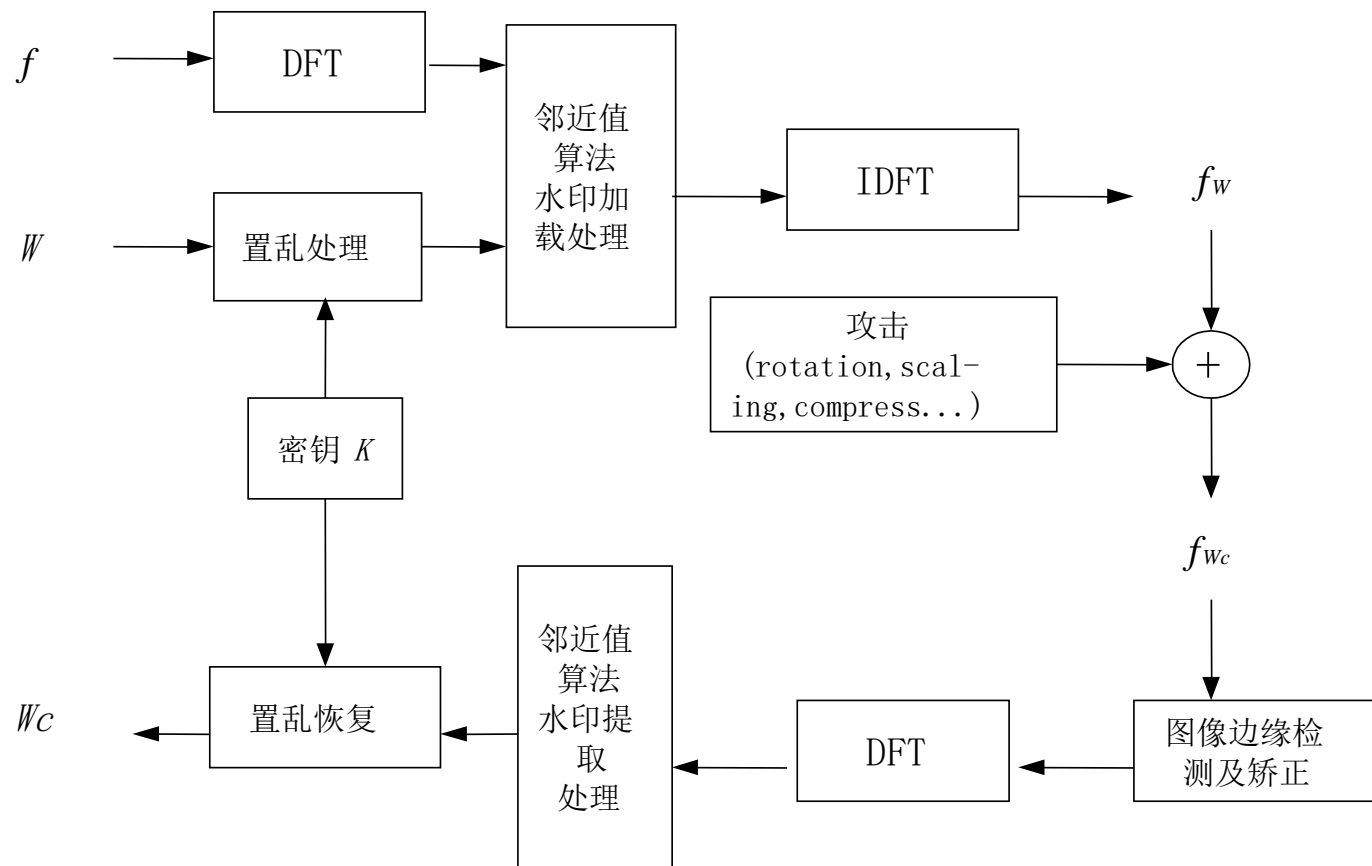 f
DFT
邻近值
算法
水印加
载处理
IDFT
fW
W
置乱处理
攻击
(rotation,scal-
ing,compress...)
+
密钥 K
fWc
Wc
置乱恢复
邻近值
算法
水印提
取
处理
DFT
图像边缘检
测及矫正